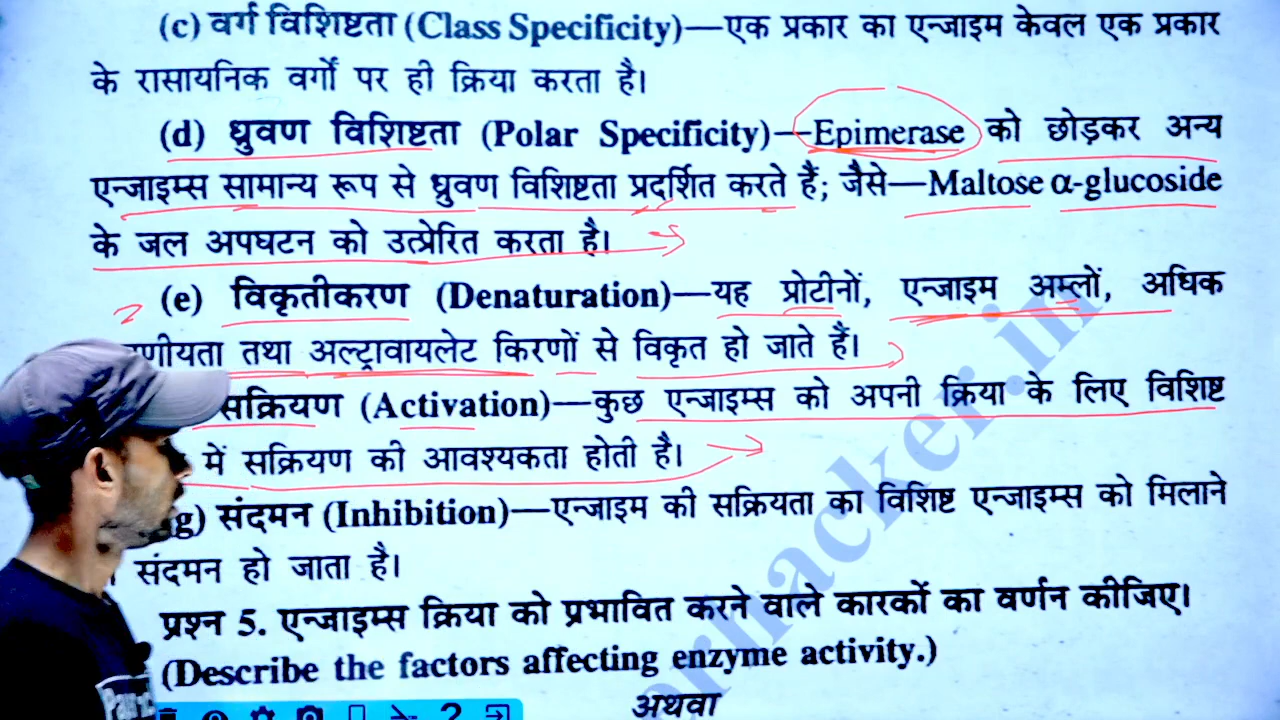 (c) वर्ग विशिष्टता (Class Specificity)—एक प्रकार का एन्जाइम केवल एक प्रकार
के रासायनिक वर्गों पर ही क्रिया करता है।
(d) ध्रुवण विशिष्टता (Polar Specificity)—Epimerase को छोड़कर अन्य
एन्जाइम्स सामान्य रूप से ध्रुवण विशिष्टता प्रदर्शित करते हैं; जैसे—Maltose α-glucoside
के जल अपघटन को उत्प्रेरित करता है।
(e) विकृतीकरण (Denaturation)—यह प्रोटीनों, एन्जाइम अम्लों, अधिक
तथा अल्ट्रावायलेट किरणों से विकृत हो जाते हैं।
सक्रियण (Activation)—कुछ एन्जाइम्स को अपनी क्रिया के लिए विशिष्ट
में सक्रियण की आवश्यकता होती है।
g) संदमन (Inhibition)—एन्जाइम की सक्रियता का विशिष्ट एन्जाइम्स को मिलाने
संदमन हो जाता है।
प्रश्न 5. एन्जाइम्स क्रिया को प्रभावित करने वाले कारकों का वर्णन कीजिए।
(Describe the factors affecting enzyme activity.)
अथवा